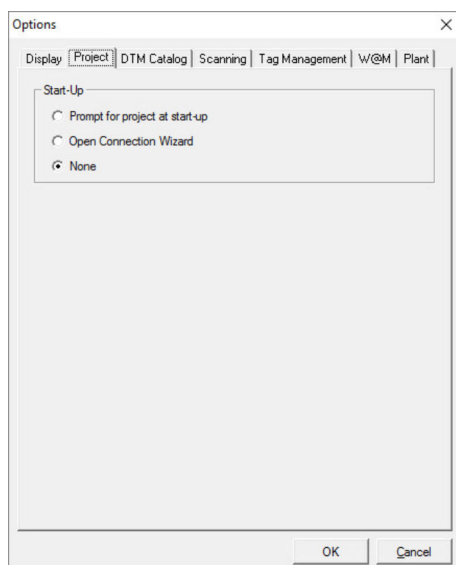 Options
Display Project DTM Catalog Scanning Tag Management W@M Plant
Start-Up
Prompt for project at start-up
Open Connection Wizard
None
OK Cancel